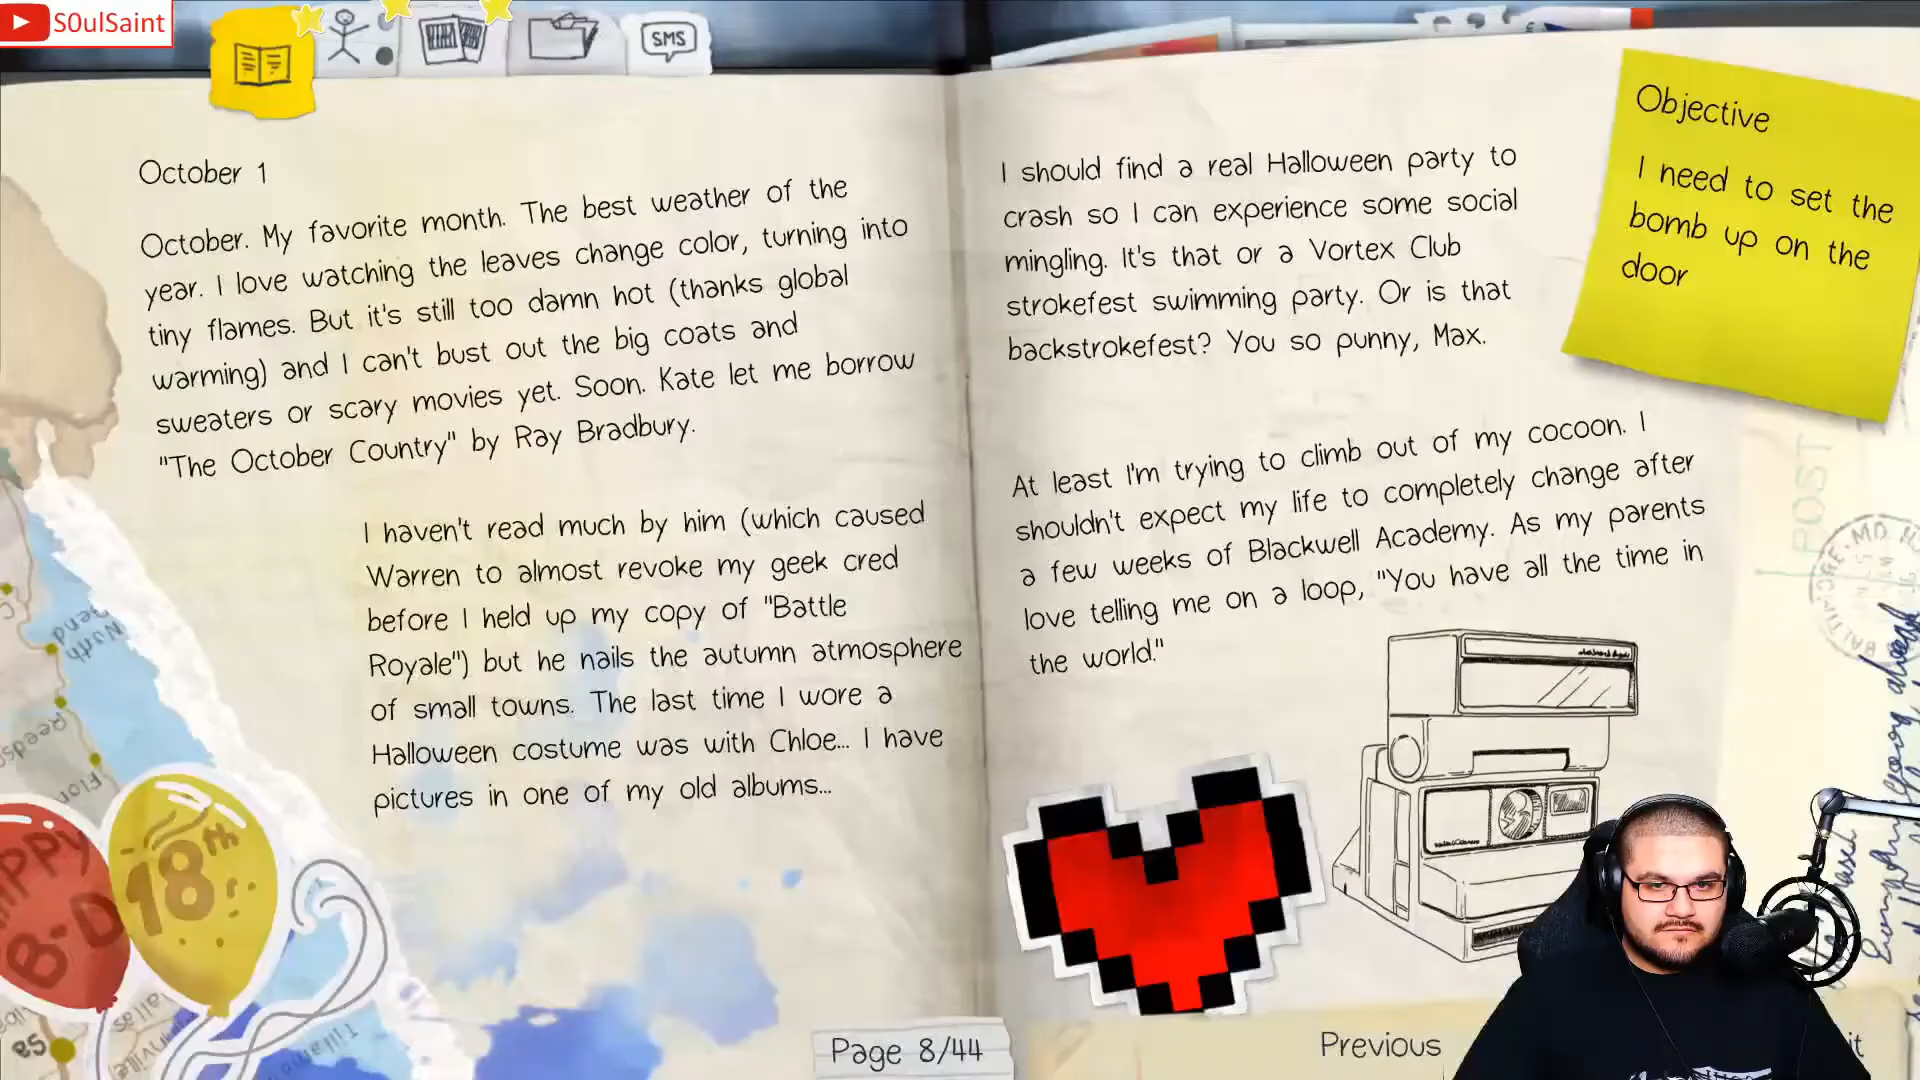 S0ulSaint
SMS
October 1
October. My favorite month. The best weather of the
year. I love watching the leaves change color, turning into
tiny flames. But it's still too damn hot (thanks global
warming) and I can't bust out the big coats and
sweaters or scary movies yet. Soon. Kate let me borrow
"The October Country" by Ray Bradbury.
I haven't read much by him (which caused
Warren to almost revoke my geek cred
before I held up my copy of "Battle
Royale") but he nails the autumn atmosphere
of small towns. The last time I wore a
Halloween costume was with Chloe... I have
pictures in one of my old albums...
I should find a real Halloween party to
crash so I can experience some social
mingling. It's that or a Vortex Club
strokefest swimming party. Or is that
backstrokefest? You so punny, Max.
At least I'm trying to climb out of my cocoon. I
shouldn't expect my life to completely change after
a few weeks of Blackwell Academy. As my parents
love telling me on a loop, "You have all the time in
the world."
Objective
I need to set the
bomb up on the
door
POST
North
Bend
B-D
18th
Page 8/44
Previous